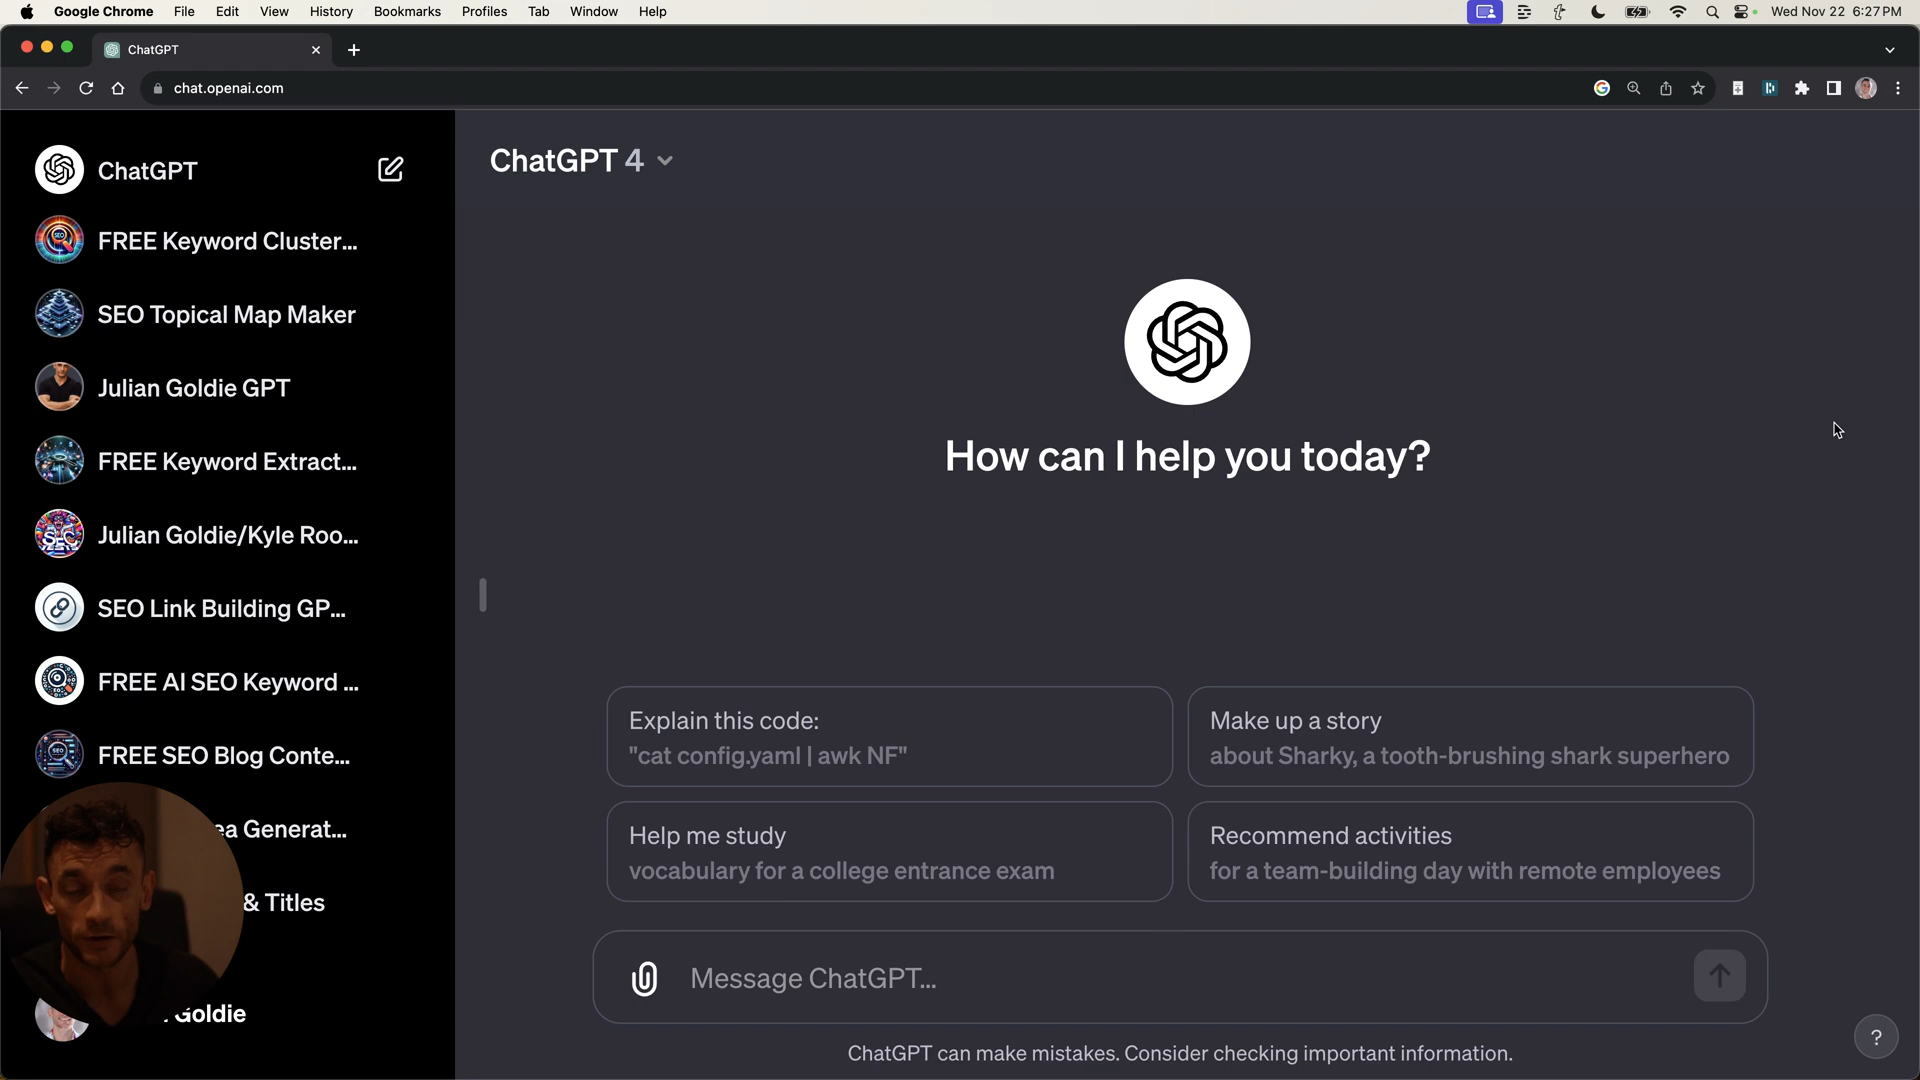 Google Chrome File Edit View History Bookmarks Profiles Tab Window Help Wed Nov 22 6:27 PM
ChatGPT
chat.openai.com
ChatGPT
FREE Keyword Cluster...
SEO Topical Map Maker
Julian Goldie GPT
FREE Keyword Extract...
Julian Goldie/Kyle Roo...
SEO Link Building GP...
FREE AI SEO Keyword ...
FREE SEO Blog Conte...
ea Generat...
& Titles
Goldie
ChatGPT 4
How can I help you today?
Explain this code:
"cat config.yaml | awk NF"
Make up a story
about Sharky, a tooth-brushing shark superhero
Help me study
vocabulary for a college entrance exam
Recommend activities
for a team-building day with remote employees
Message ChatGPT...
ChatGPT can make mistakes. Consider checking important information.
?